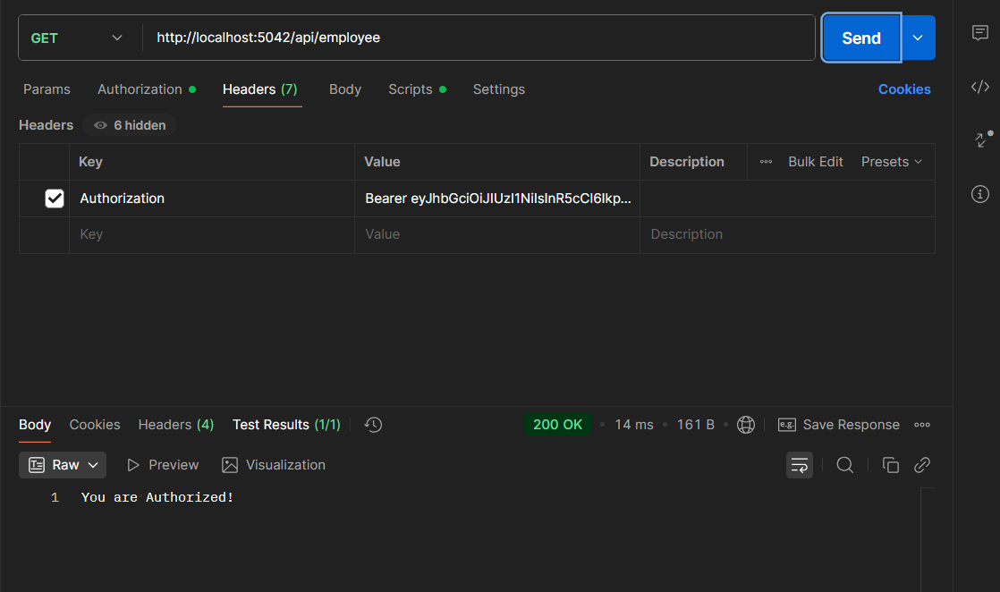 GET http://localhost:5042/api/employee Send
Params Authorization Headers (7) Body Scripts Settings Cookies
Headers 6 hidden
Key Value Description Bulk Edit Presets
Authorization Bearer eyJhbGciOiJIUzI1NiIsInR5cCI6Ikp...
Key Value Description
Body Cookies Headers (4) Test Results (1/1) 200 OK 14 ms 161 B e.g. Save Response
Raw Preview Visualization
1 You are Authorized!